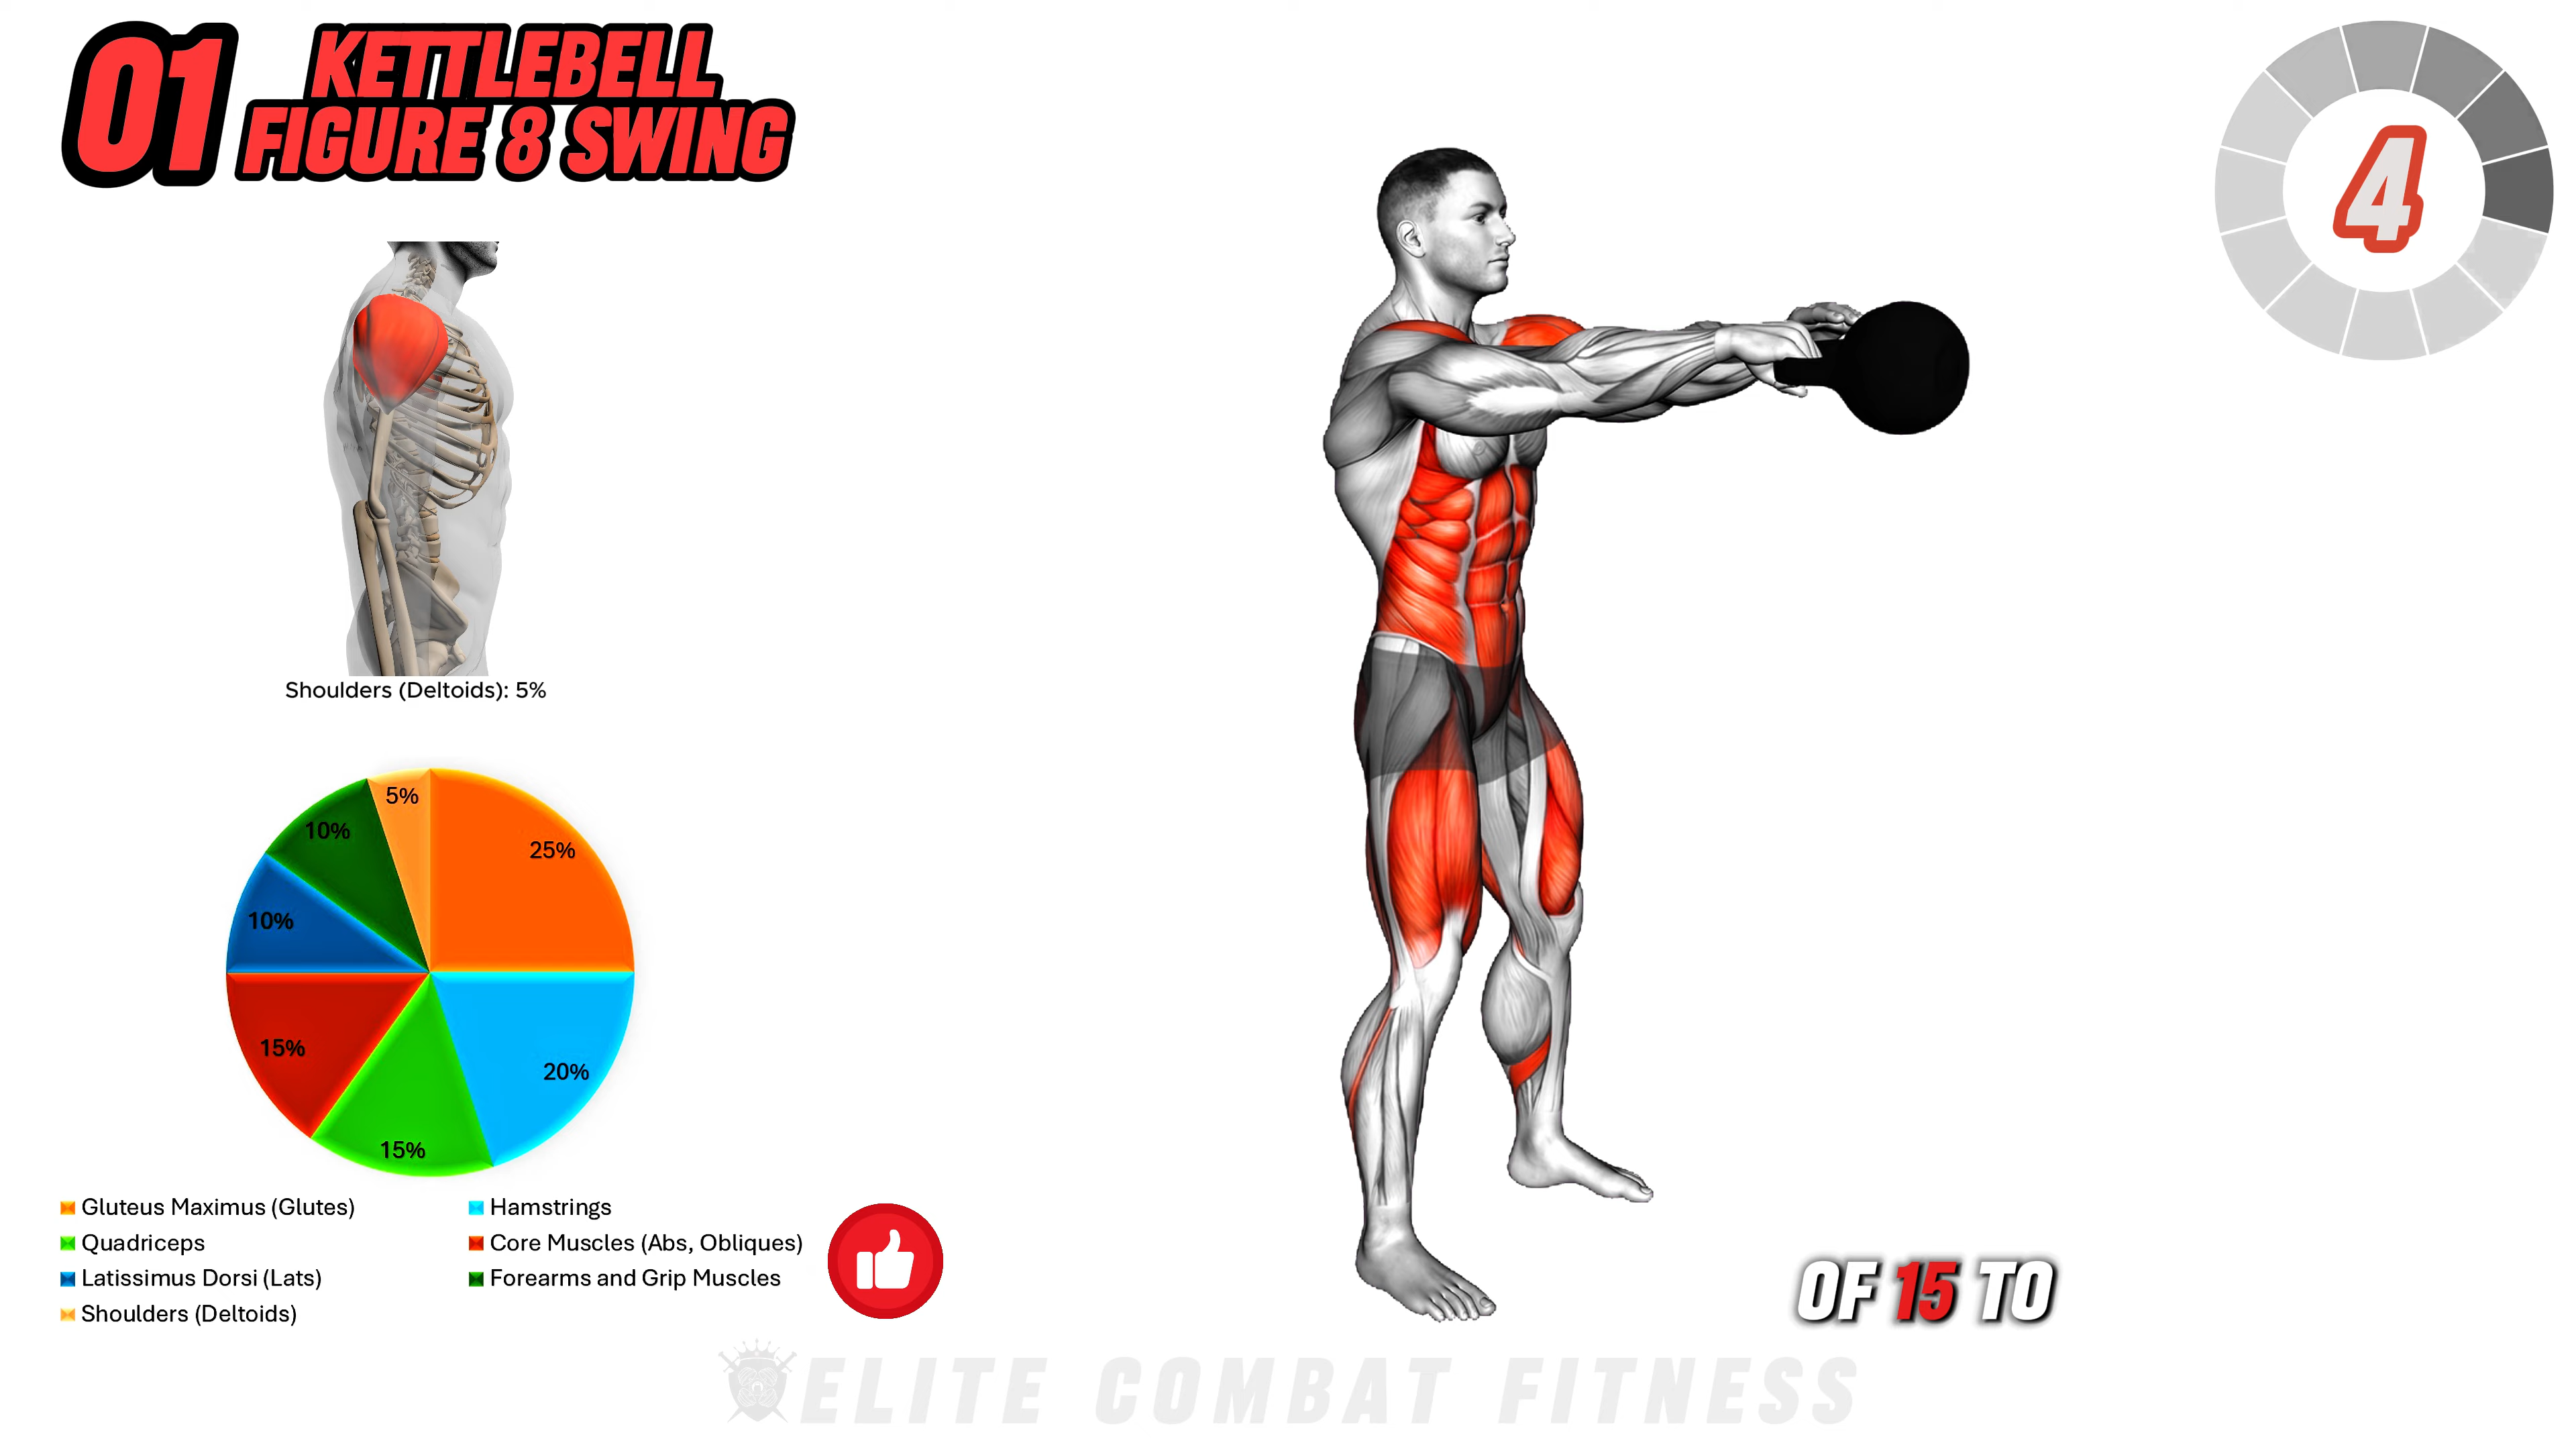 01 KETTLEBELL
FIGURE 8 SWING
4
Shoulders (Deltoids): 5%
5%
10%
25%
10%
15%
20%
15%
Gluteus Maximus (Glutes)
Hamstrings
Quadriceps
Core Muscles (Abs, Obliques)
Latissimus Dorsi (Lats)
Forearms and Grip Muscles
Shoulders (Deltoids)
OF 15 TO
ELITE COMBAT FITNESS